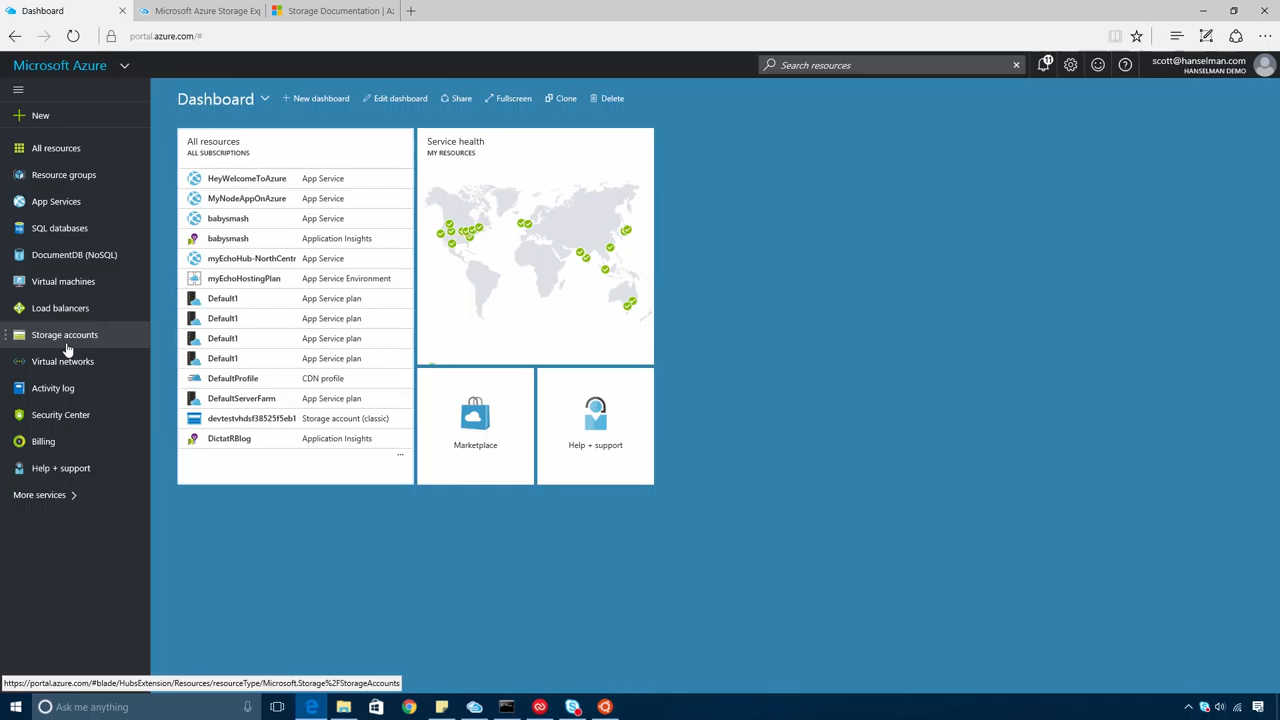 Dashboard
Microsoft Azure Storage Exp
Storage Documentation | Az
portal.azure.com/#
Microsoft Azure
Search resources
11
scott@hanselman.com
HANSELMAN DEMO
New
All resources
Resource groups
App Services
SQL databases
DocumentDB (NoSQL)
Virtual machines
Load balancers
Storage accounts
Virtual networks
Activity log
Security Center
Billing
Help + support
More services
Dashboard
New dashboard
Edit dashboard
Share
Fullscreen
Clone
Delete
All resources
ALL SUBSCRIPTIONS
HeyWelcomeToAzure App Service
MyNodeAppOnAzure App Service
babysmash App Service
babysmash Application Insights
myEchoHub-NorthCentr App Service
myEchoHostingPlan App Service Environment
Default1 App Service plan
Default1 App Service plan
Default1 App Service plan
Default1 App Service plan
DefaultProfile CDN profile
DefaultServerFarm App Service plan
devtestvhdsf38525f5eb1 Storage account (classic)
DictatRBlog Application Insights
...
Service health
MY RESOURCES
Marketplace
Help + support
https://portal.azure.com/#blade/HubsExtension/Resources/resourceType/Microsoft.Storage%2FStorageAccounts
Ask me anything